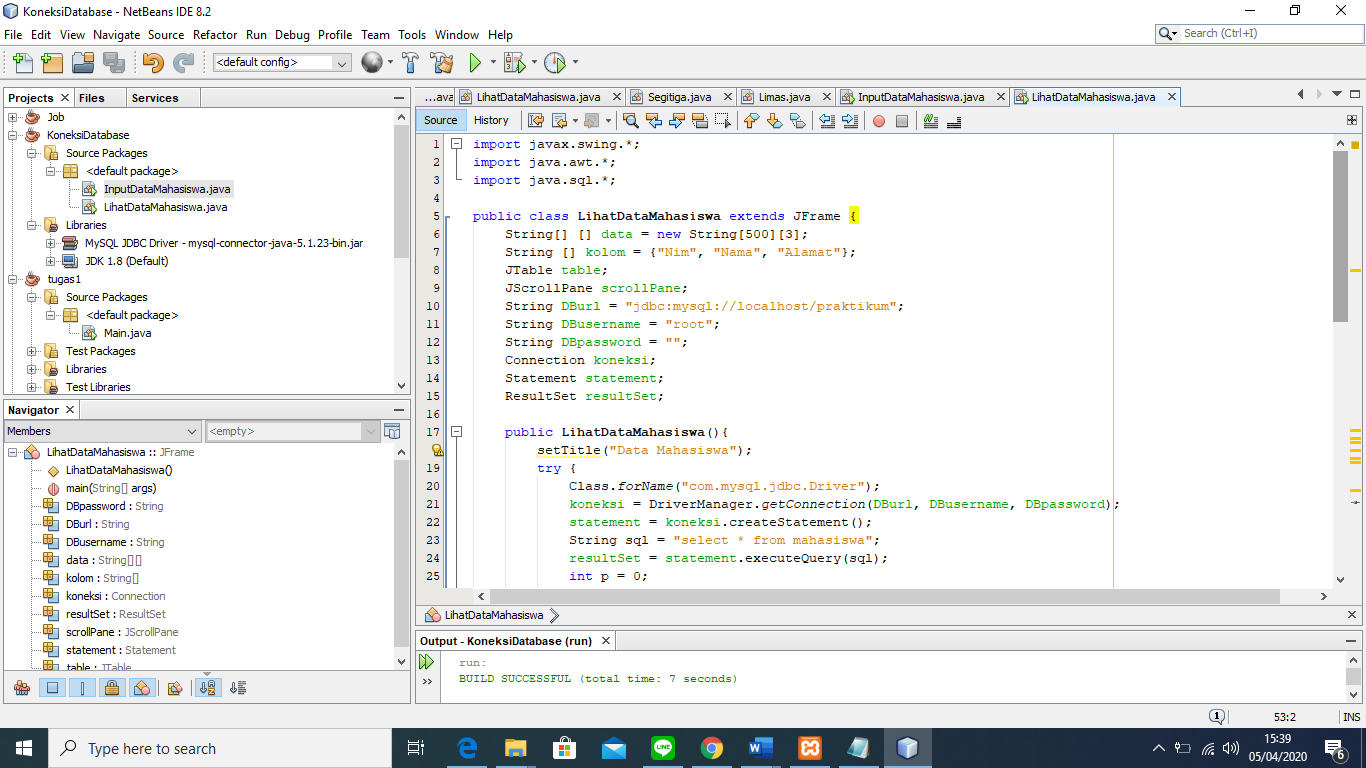 KoneksiDatabase - NetBeans IDE 8.2
File Edit View Navigate Source Refactor Run Debug Profile Team Tools Window Help
Search (Ctrl+I)
<default config>
Projects Files Services
Job
KoneksiDatabase
Source Packages
<default package>
InputDataMahasiswa.java
LihatDataMahasiswa.java
Libraries
MySQL JDBC Driver - mysql-connector-java-5.1.23-bin.jar
JDK 1.8 (Default)
tugas1
Source Packages
<default package>
Main.java
Test Packages
Libraries
Test Libraries
Navigator
Members <empty>
LihatDataMahasiswa :: JFrame
LihatDataMahasiswa()
main(String[] args)
DBpassword : String
DBurl : String
DBusername : String
data : String[][]
kolom : String[]
koneksi : Connection
resultSet : ResultSet
scrollPane : JScrollPane
statement : Statement
table : JTable
...ava LihatDataMahasiswa.java Segitiga.java Limas.java InputDataMahasiswa.java LihatDataMahasiswa.java
Source History
1 import javax.swing.*;
2 import java.awt.*;
3 import java.sql.*;
4
5 public class LihatDataMahasiswa extends JFrame {
6 String[] [] data = new String[500][3];
7 String [] kolom = {"Nim", "Nama", "Alamat"};
8 JTable table;
9 JScrollPane scrollPane;
10 String DBurl = "jdbc:mysql://localhost/praktikum";
11 String DBusername = "root";
12 String DBpassword = "";
13 Connection koneksi;
14 Statement statement;
15 ResultSet resultSet;
16
17 public LihatDataMahasiswa(){
setTitle("Data Mahasiswa");
19 try {
20 Class.forName("com.mysql.jdbc.Driver");
21 koneksi = DriverManager.getConnection(DBurl, DBusername, DBpassword);
22 statement = koneksi.createStatement();
23 String sql = "select * from mahasiswa";
24 resultSet = statement.executeQuery(sql);
25 int p = 0;
LihatDataMahasiswa
Output - KoneksiDatabase (run)
run:
BUILD SUCCESSFUL (total time: 7 seconds)
1 53:2 INS
Type here to search
LINE
15:39
05/04/2020
6